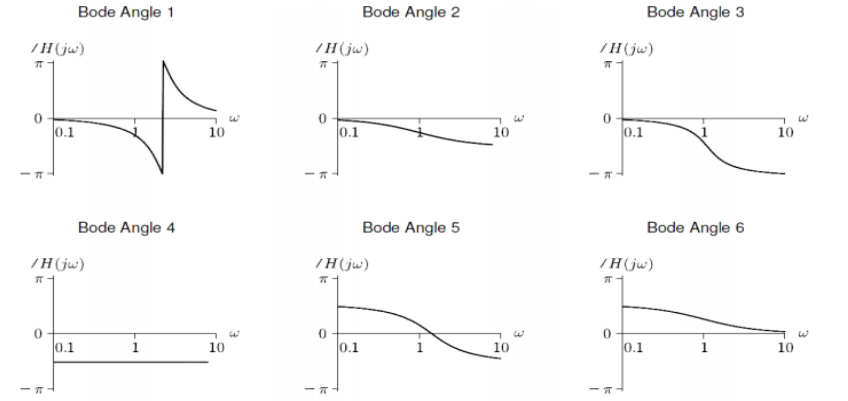 Bode Angle 1 Bode Angle 2 Bode Angle 3
∠H(jω) ∠H(jω) ∠H(jω)
π π π
0 0.1 1 10 ω 0 0.1 1 10 ω 0 0.1 1 10 ω
−π −π −π
Bode Angle 4 Bode Angle 5 Bode Angle 6
∠H(jω) ∠H(jω) ∠H(jω)
π π π
0 0.1 1 10 ω 0 0.1 1 10 ω 0 0.1 1 10 ω
−π −π −π